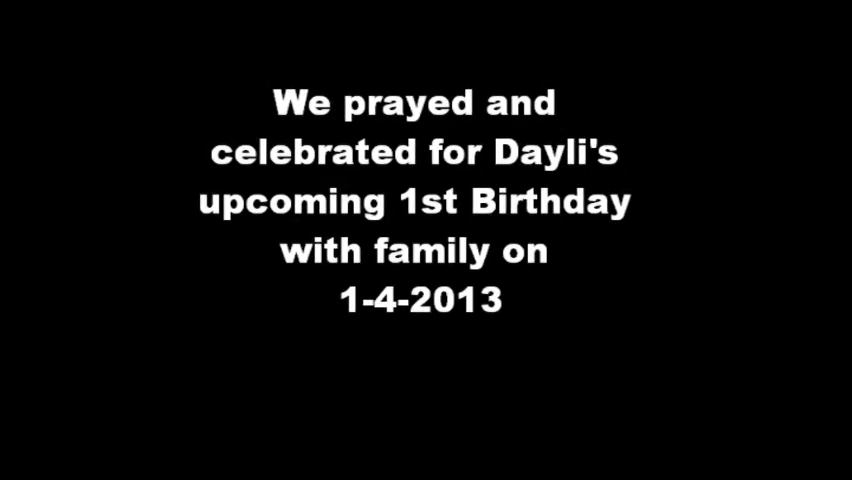 We prayed and
celebrated for Dayli's
upcoming 1st Birthday
with family on
1-4-2013